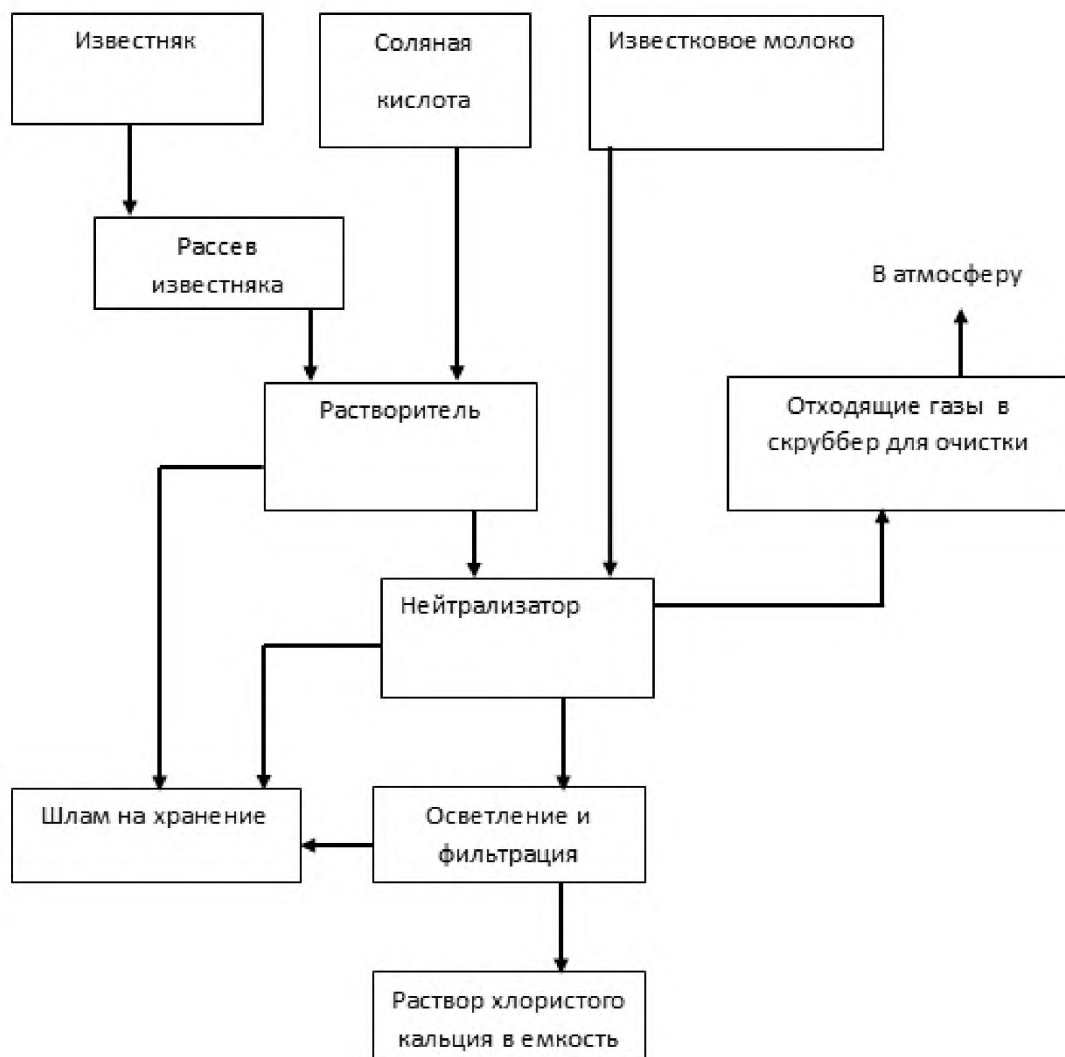 Известняк
Соляная
кислота
Известковое молоко
Рассев
известняка
В атмосферу
Растворитель
Отходящие газы в
скруббер для очистки
Нейтрализатор
Шлам на хранение
Осветление и
фильтрация
Раствор хлористого
кальция в емкость